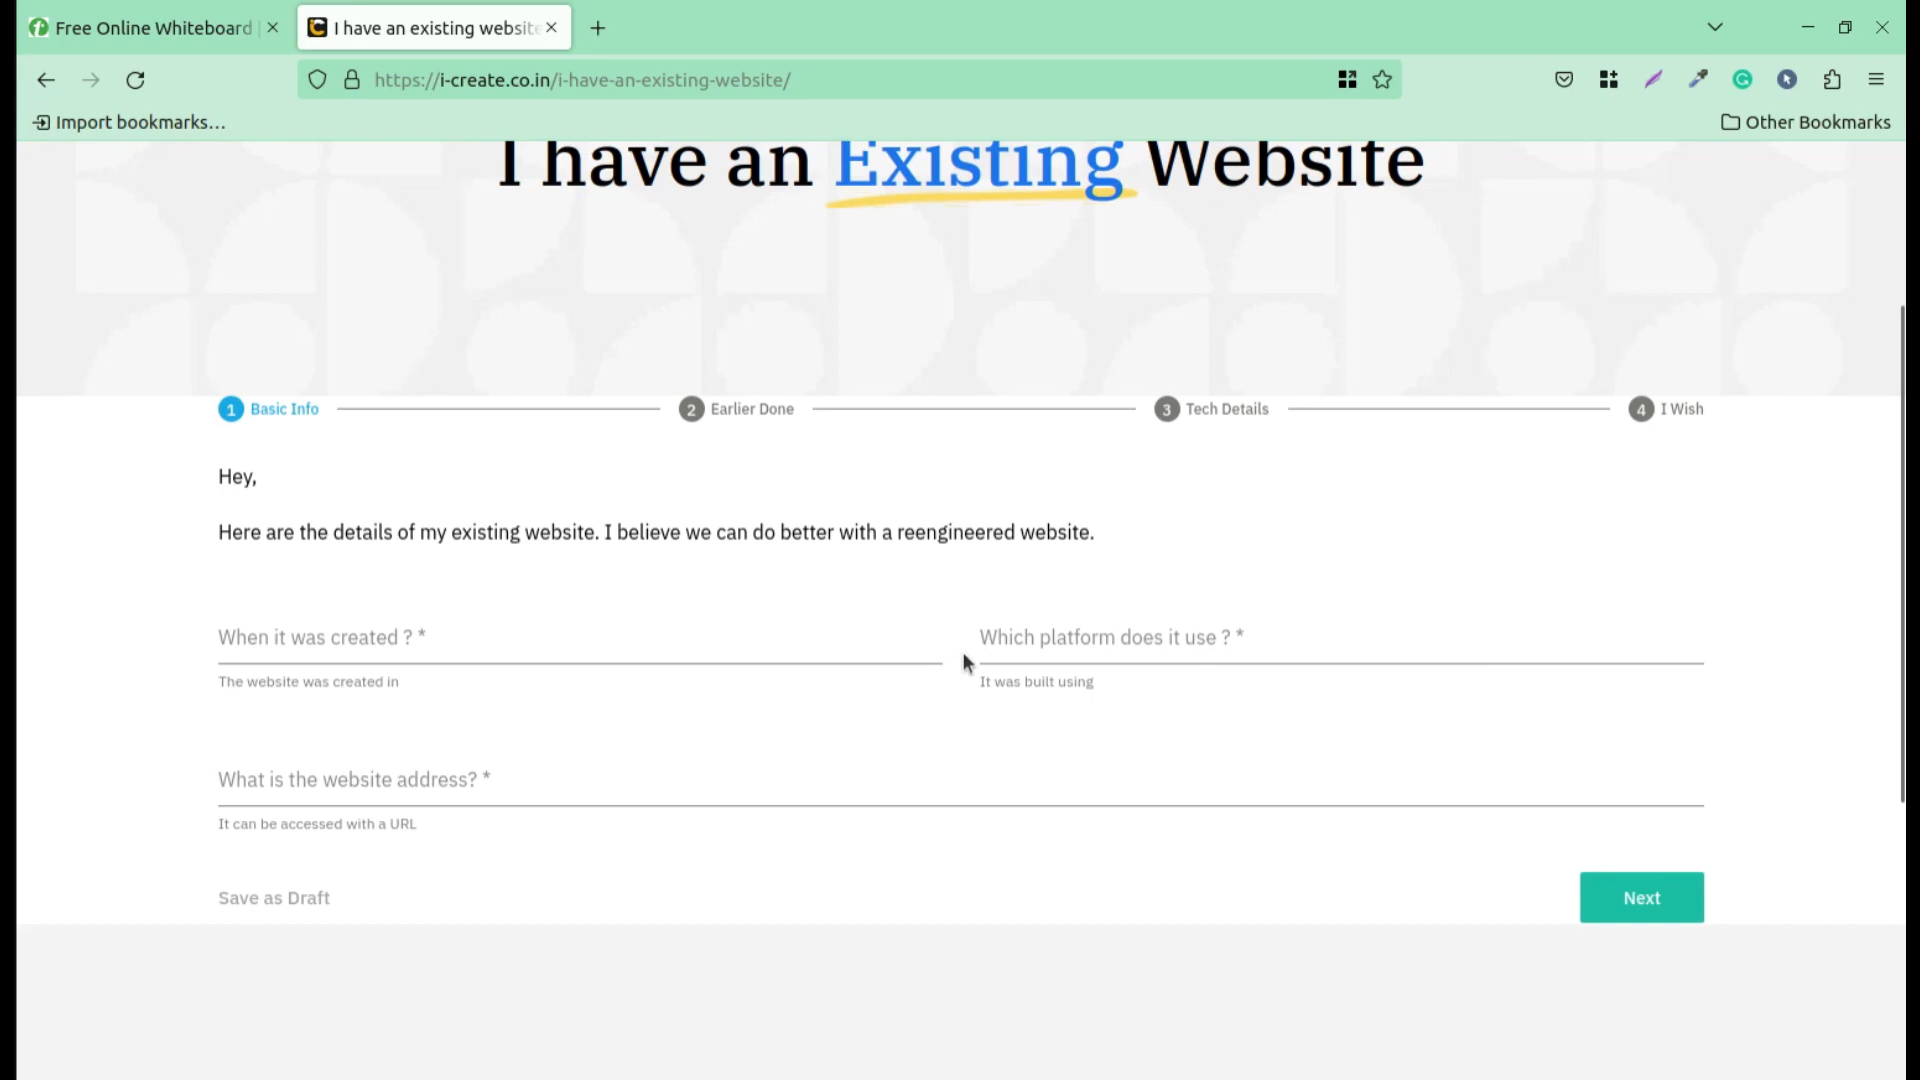 Free Online Whiteboard
I have an existing website
https://i-create.co.in/i-have-an-existing-website/
Import bookmarks...
Other Bookmarks
I have an Existing Website
1 Basic Info
2 Earlier Done
3 Tech Details
4 I Wish
Hey,
Here are the details of my existing website. I believe we can do better with a reengineered website.
When it was created ? *
Which platform does it use ? *
The website was created in
It was built using
What is the website address? *
It can be accessed with a URL
Save as Draft
Next